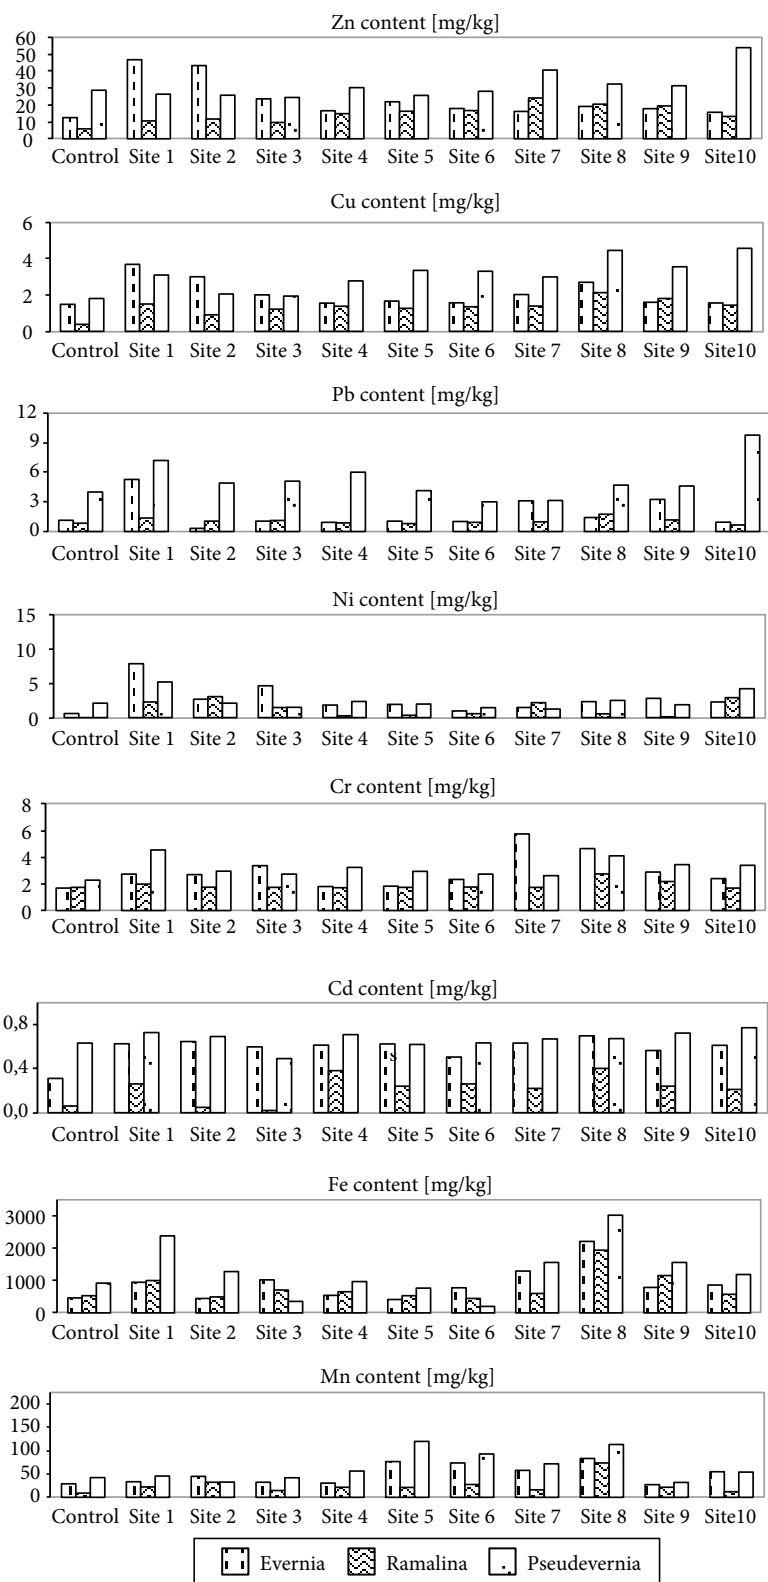 Zn content [mg/kg]
60
50
40
30
20
10
0
Control Site 1 Site 2 Site 3 Site 4 Site 5 Site 6 Site 7 Site 8 Site 9 Site10
Cu content [mg/kg]
6
4
2
0
Control Site 1 Site 2 Site 3 Site 4 Site 5 Site 6 Site 7 Site 8 Site 9 Site10
Pb content [mg/kg]
12
9
6
3
0
Control Site 1 Site 2 Site 3 Site 4 Site 5 Site 6 Site 7 Site 8 Site 9 Site10
Ni content [mg/kg]
15
10
5
0
Control Site 1 Site 2 Site 3 Site 4 Site 5 Site 6 Site 7 Site 8 Site 9 Site10
Cr content [mg/kg]
8
6
4
2
0
Control Site 1 Site 2 Site 3 Site 4 Site 5 Site 6 Site 7 Site 8 Site 9 Site10
Cd content [mg/kg]
0,8
0,4
0,0
Control Site 1 Site 2 Site 3 Site 4 Site 5 Site 6 Site 7 Site 8 Site 9 Site10
Fe content [mg/kg]
3000
2000
1000
0
Control Site 1 Site 2 Site 3 Site 4 Site 5 Site 6 Site 7 Site 8 Site 9 Site10
Mn content [mg/kg]
200
150
100
50
0
Control Site 1 Site 2 Site 3 Site 4 Site 5 Site 6 Site 7 Site 8 Site 9 Site10
Evernia Ramalina Pseudevernia